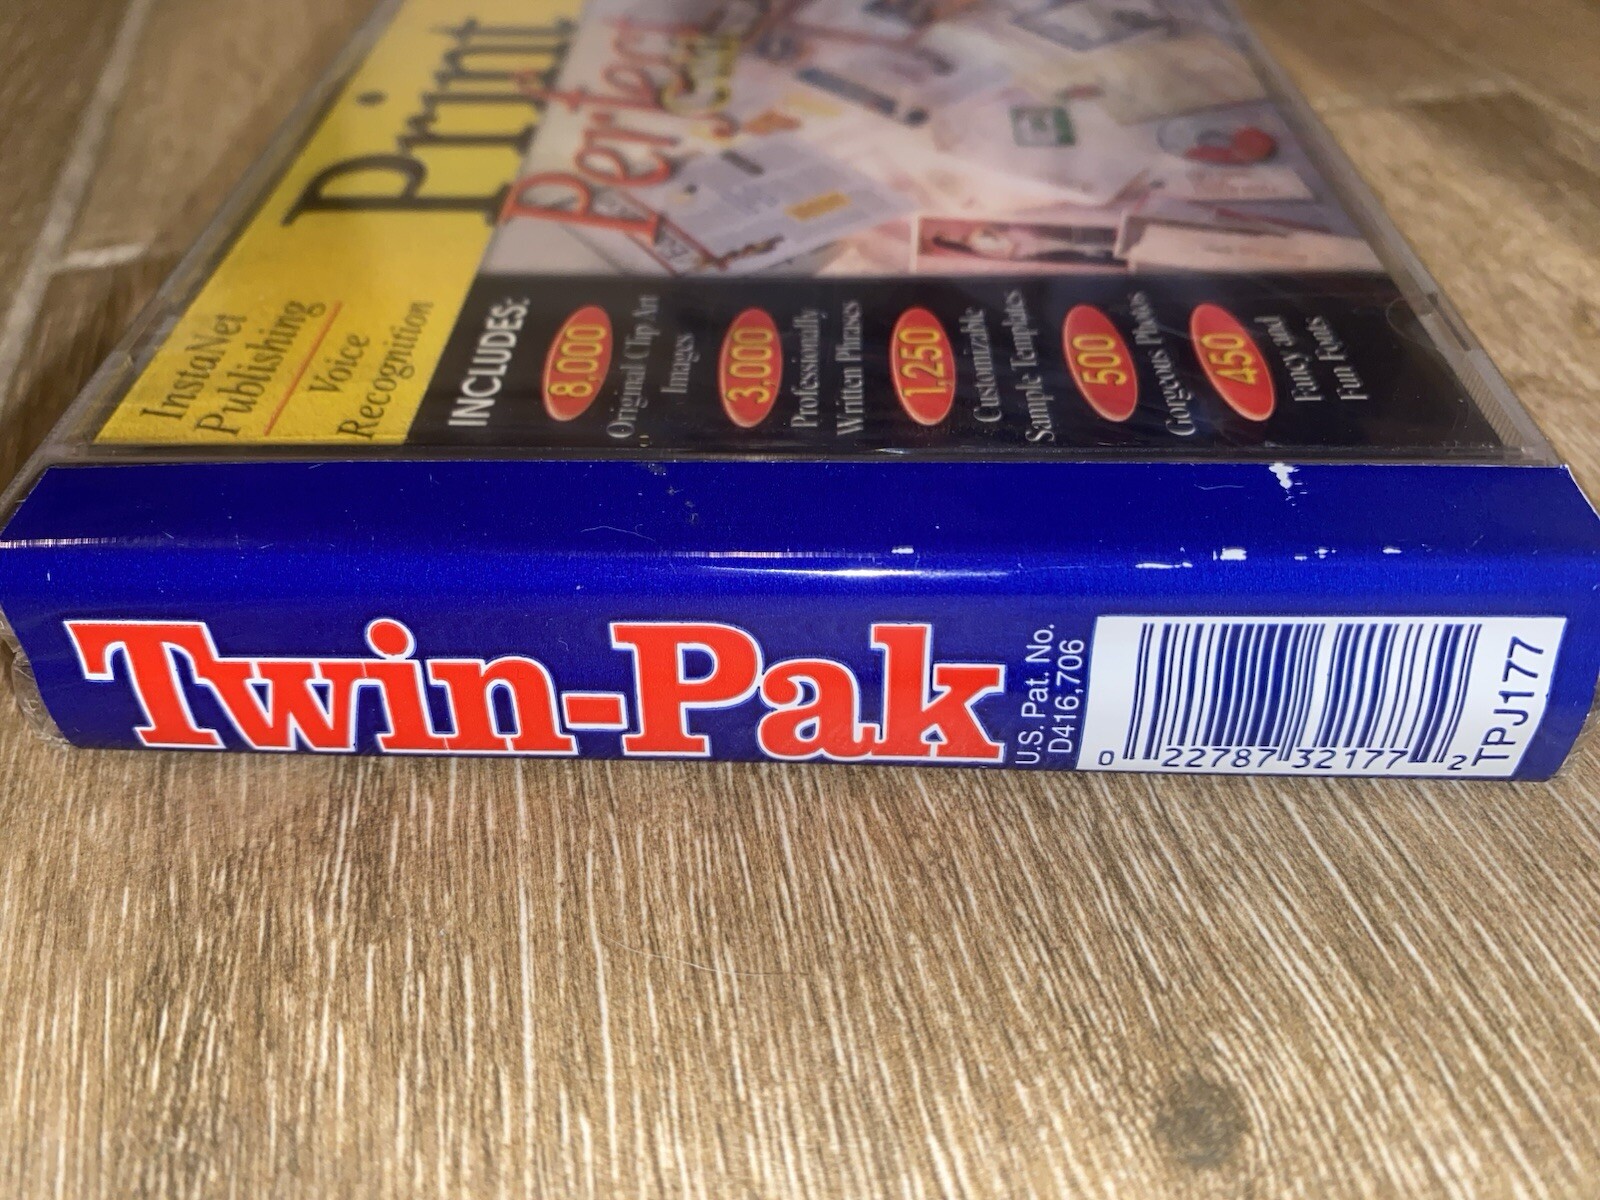 Print
Perfect
InstaNet
Publishing
Voice
Recognition
INCLUDES:
8,000
Original Clip Art
Images
3,000
Professionally
Written Phrases
1,250
Customizable
Sample Templates
500
Gorgeous Photos
450
Fancy and
Fun Fonts
Twin-Pak
U.S. Pat. No.
D416,706
0 22787 32177 2
TPJ177